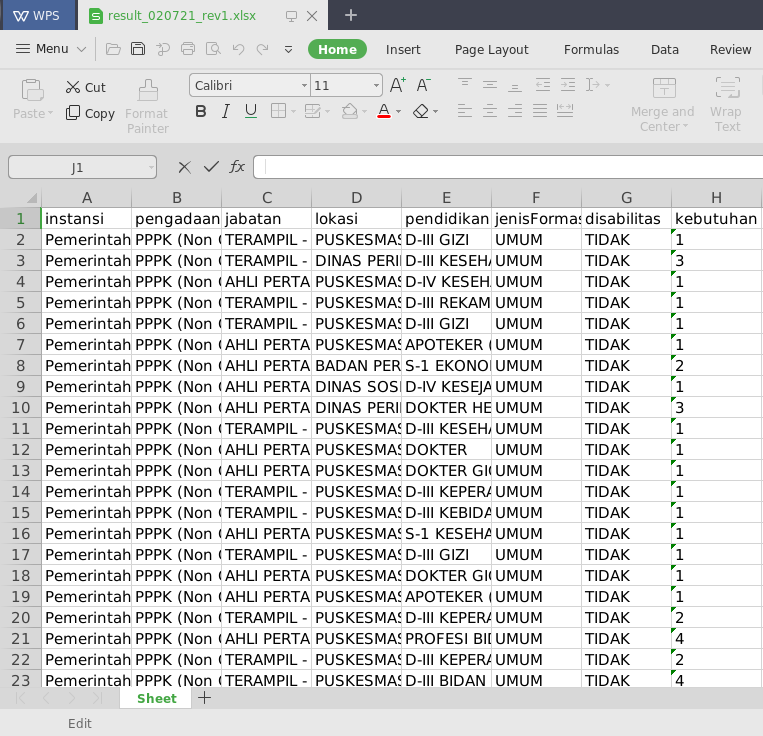 WPS result_020721_rev1.xlsx
Menu Home Insert Page Layout Formulas Data Review
Paste Cut Copy Format Painter Calibri 11 A+ A- B I U A Merge and Center Wrap Text
J1 fx
A B C D E F G H
1 instansi pengadaan jabatan lokasi pendidikan jenisFormas disabilitas kebutuhan
2 Pemerintah PPPK (Non G TERAMPIL - PUSKESMAS D-III GIZI UMUM TIDAK 1
3 Pemerintah PPPK (Non G TERAMPIL - DINAS PERI D-III KESEHA UMUM TIDAK 3
4 Pemerintah PPPK (Non G AHLI PERTA PUSKESMAS D-IV KESEH UMUM TIDAK 1
5 Pemerintah PPPK (Non G TERAMPIL - PUSKESMAS D-III REKAM UMUM TIDAK 1
6 Pemerintah PPPK (Non G TERAMPIL - PUSKESMAS D-III GIZI UMUM TIDAK 1
7 Pemerintah PPPK (Non G AHLI PERTA PUSKESMAS APOTEKER ( UMUM TIDAK 1
8 Pemerintah PPPK (Non G AHLI PERTA BADAN PER S-1 EKONO UMUM TIDAK 2
9 Pemerintah PPPK (Non G AHLI PERTA DINAS SOSI D-IV KESEJA UMUM TIDAK 1
10 Pemerintah PPPK (Non G AHLI PERTA DINAS PERI DOKTER HE UMUM TIDAK 3
11 Pemerintah PPPK (Non G TERAMPIL - PUSKESMAS D-III KESEHA UMUM TIDAK 1
12 Pemerintah PPPK (Non G AHLI PERTA PUSKESMAS DOKTER UMUM TIDAK 1
13 Pemerintah PPPK (Non G AHLI PERTA PUSKESMAS DOKTER GIG UMUM TIDAK 1
14 Pemerintah PPPK (Non G TERAMPIL - PUSKESMAS D-III KEPERA UMUM TIDAK 1
15 Pemerintah PPPK (Non G TERAMPIL - PUSKESMAS D-III KEBIDA UMUM TIDAK 1
16 Pemerintah PPPK (Non G AHLI PERTA PUSKESMAS S-1 KESEHA UMUM TIDAK 1
17 Pemerintah PPPK (Non G TERAMPIL - PUSKESMAS D-III GIZI UMUM TIDAK 1
18 Pemerintah PPPK (Non G AHLI PERTA PUSKESMAS DOKTER GIG UMUM TIDAK 1
19 Pemerintah PPPK (Non G AHLI PERTA PUSKESMAS APOTEKER ( UMUM TIDAK 1
20 Pemerintah PPPK (Non G TERAMPIL - PUSKESMAS D-III KEPERA UMUM TIDAK 2
21 Pemerintah PPPK (Non G AHLI PERTA PUSKESMAS PROFESI BID UMUM TIDAK 4
22 Pemerintah PPPK (Non G TERAMPIL - PUSKESMAS D-III KEPERA UMUM TIDAK 2
23 Pemerintah PPPK (Non G TERAMPIL - PUSKESMAS D-III BIDAN UMUM TIDAK 4
Sheet
Edit